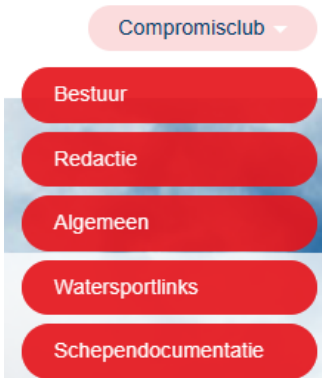 Compromisclub
Bestuur
Redactie
Algemeen
Watersportlinks
Schependocumentatie